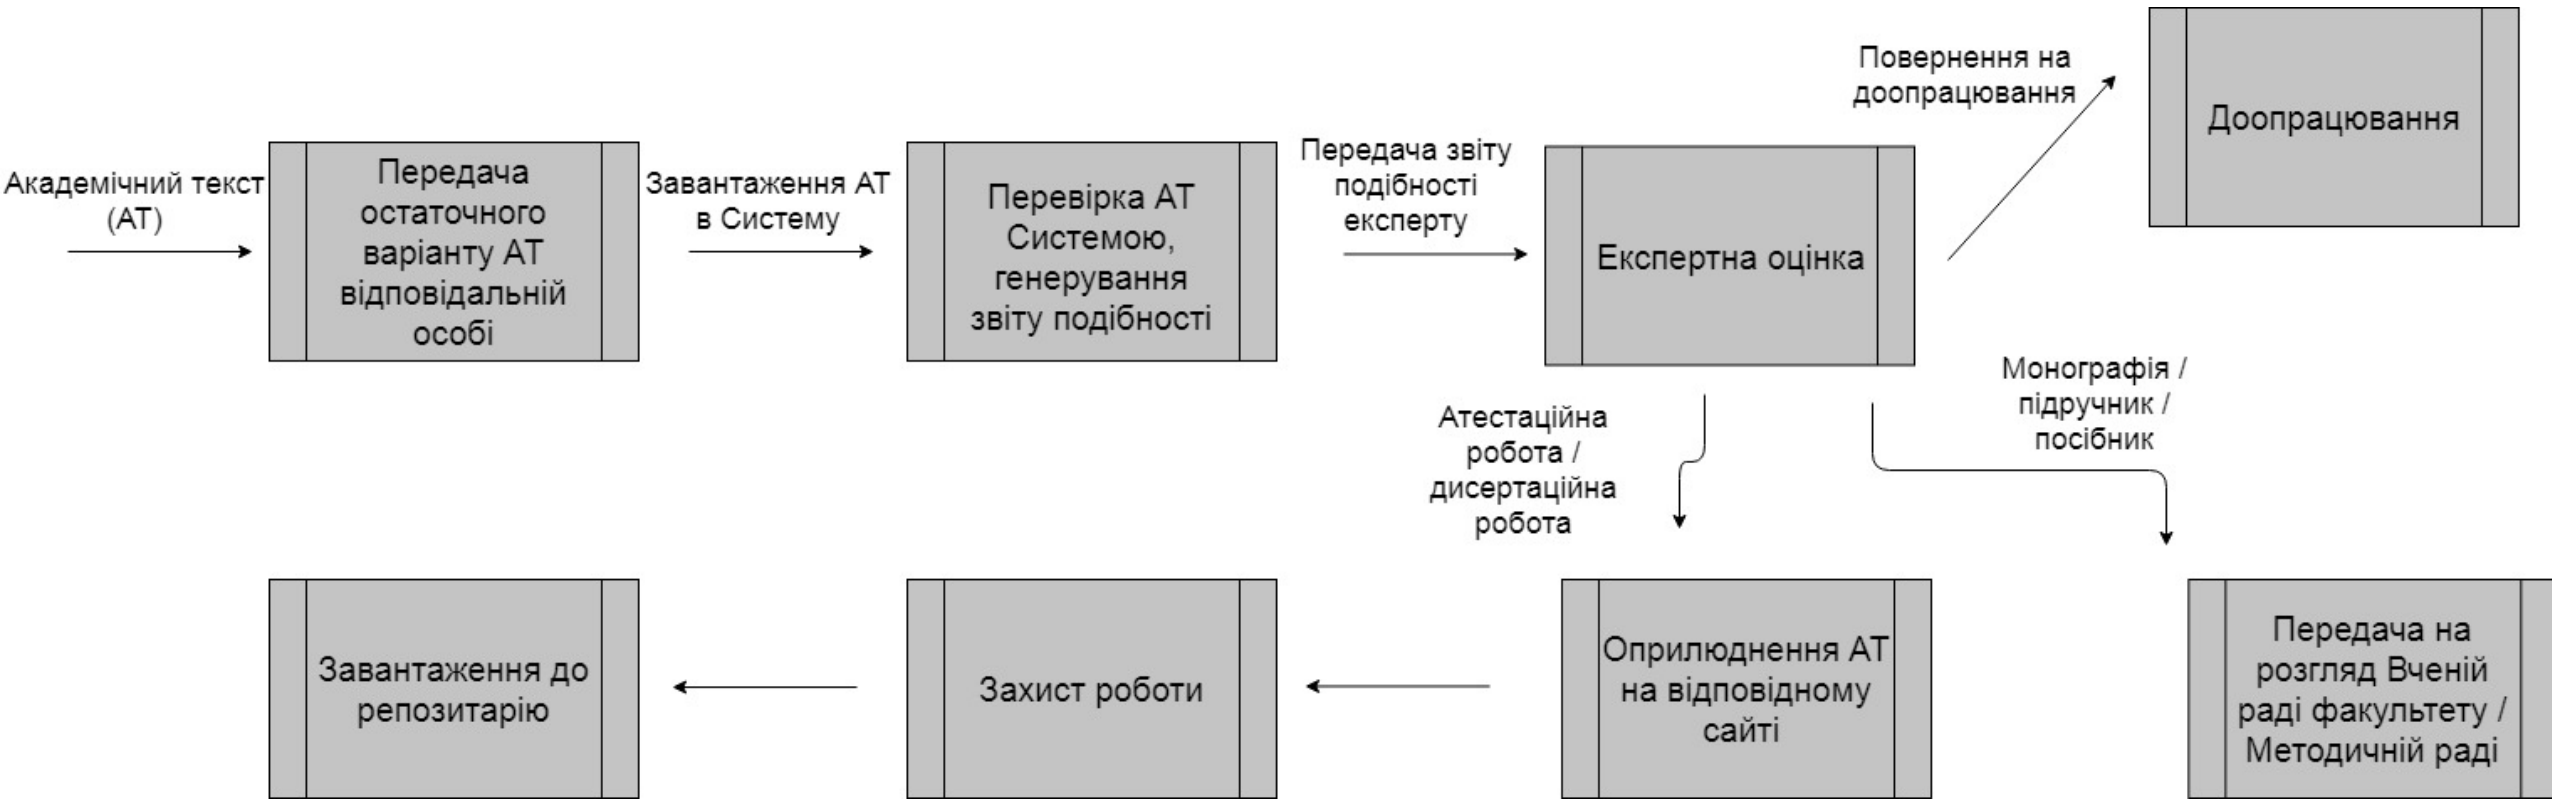 Академічний текст
(АТ)
Передача
остаточного
варіанту АТ
відповідальній
особі
Завантаження АТ
в Систему
Перевірка АТ
Системою,
генерування
звіту подібності
Передача звіту
подібності
експерту
Експертна оцінка
Повернення на
доопрацювання
Доопрацювання
Атестаційна
робота /
дисертаційна
робота
Монографія /
підручник /
посібник
Завантаження до
репозитарію
Захист роботи
Оприлюднення АТ
на відповідному
сайті
Передача на
розгляд Вченій
раді факультету /
Методичній раді